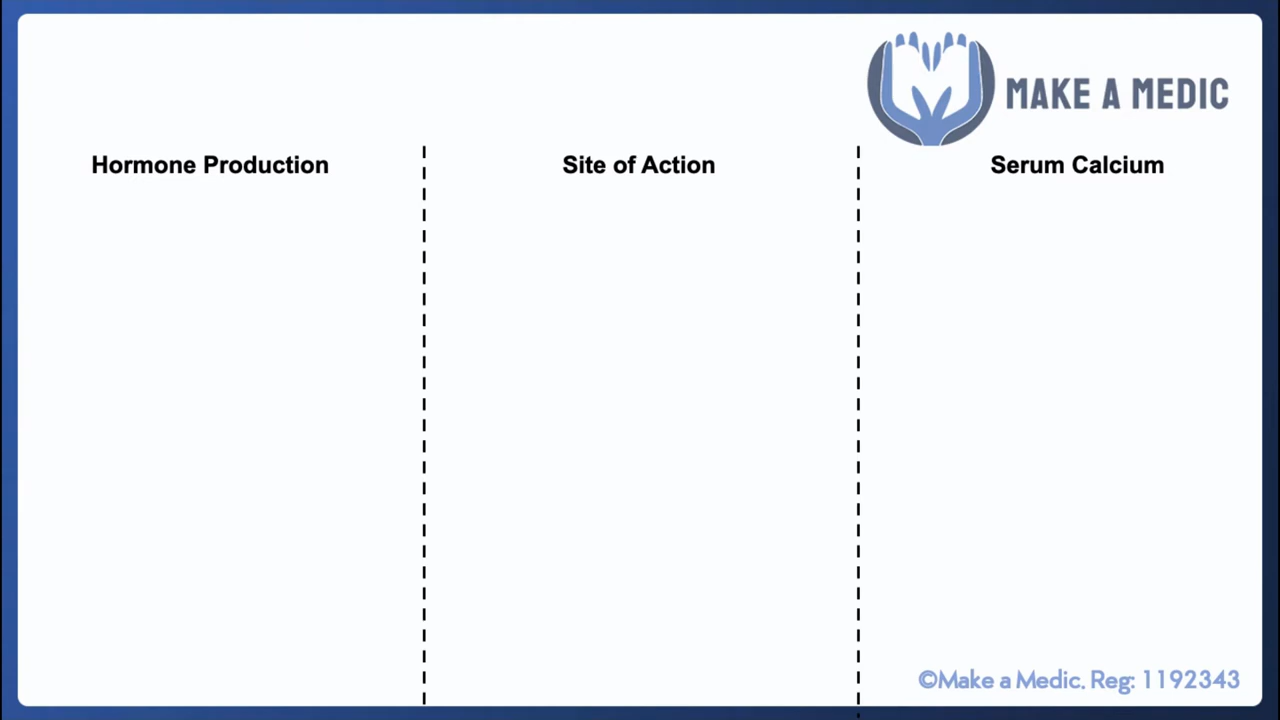 MAKE A MEDIC
Hormone Production
Site of Action
Serum Calcium
©Make a Medic. Reg: 1192343